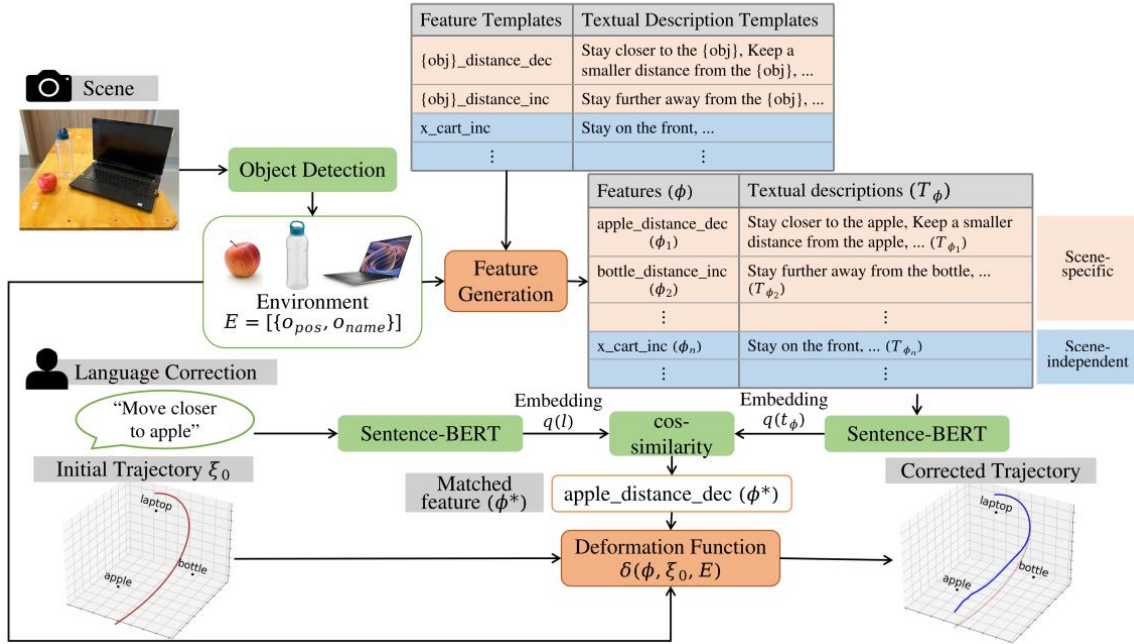 Feature Templates
Textual Description Templates
{obj}_distance_dec
Stay closer to the {obj}, Keep a
smaller distance from the {obj}, ...
{obj}_distance_inc
Stay further away from the {obj}, ...
x_cart_inc
Stay on the front, ...
⋮
⋮
Scene
Object Detection
Environment
E = [{o_pos, o_name}]
Feature
Generation
Features (ϕ)
Textual descriptions (T_ϕ)
apple_distance_dec
(ϕ₁)
Stay closer to the apple, Keep a smaller
distance from the apple, ... (T_ϕ₁)
bottle_distance_inc
(ϕ₂)
Stay further away from the bottle, ...
(T_ϕ₂)
⋮
⋮
x_cart_inc (ϕₙ)
Stay on the front, ... (T_ϕₙ)
⋮
⋮
Scene-
specific
Scene-
independent
Language Correction
“Move closer
to apple”
Sentence-BERT
Embedding
q(l)
cos-
similarity
Embedding
q(t_ϕ)
Sentence-BERT
Initial Trajectory ξ₀
laptop
bottle
apple
Matched
feature (ϕ*)
apple_distance_dec (ϕ*)
Deformation Function
δ(ϕ, ξ₀, E)
Corrected Trajectory
laptop
bottle
apple